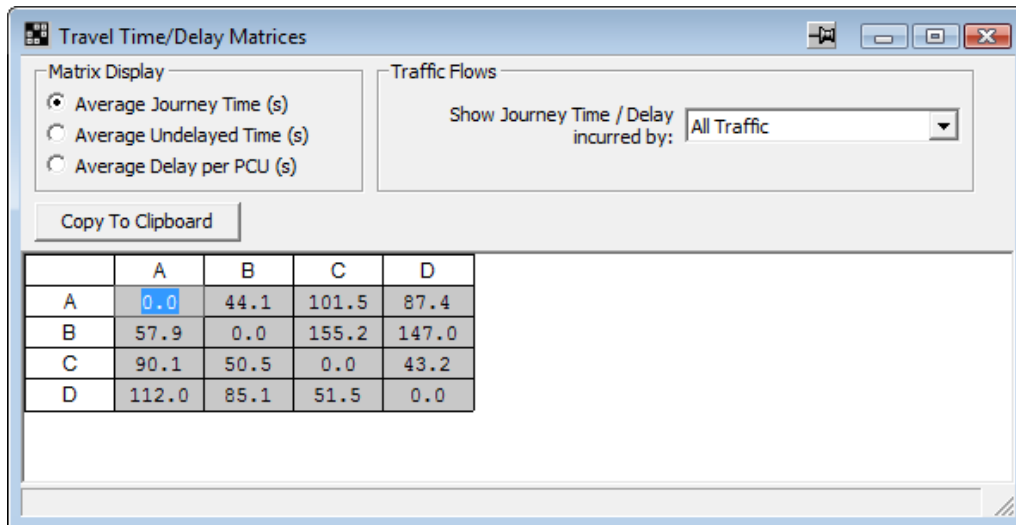 Travel Time/Delay Matrices
Matrix Display
Average Journey Time (s)
Average Undelayed Time (s)
Average Delay per PCU (s)
Traffic Flows
Show Journey Time / Delay
incurred by:
All Traffic
Copy To Clipboard
A B C D
A 0.0 44.1 101.5 87.4
B 57.9 0.0 155.2 147.0
C 90.1 50.5 0.0 43.2
D 112.0 85.1 51.5 0.0